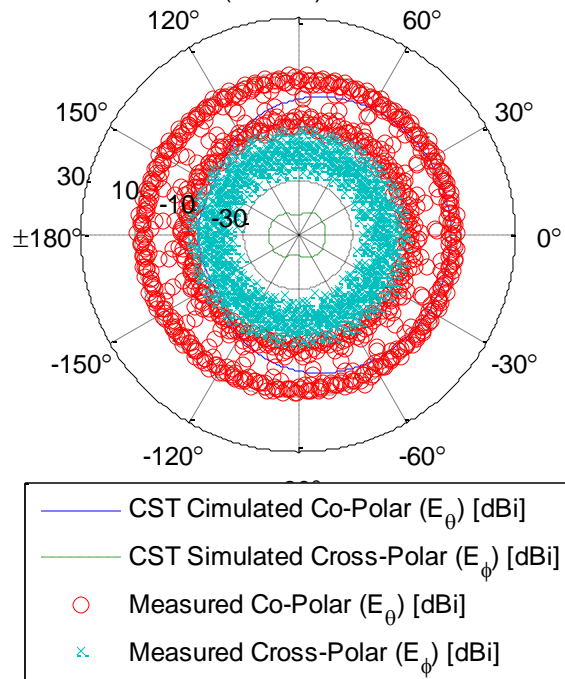 120° 60°
150° 30°
30 10 -10 -30
±180° 0°
-150° -30°
-120° -60°
CST Cimulated Co-Polar (Eθ) [dBi]
CST Simulated Cross-Polar (Eϕ) [dBi]
Measured Co-Polar (Eθ) [dBi]
Measured Cross-Polar (Eϕ) [dBi]